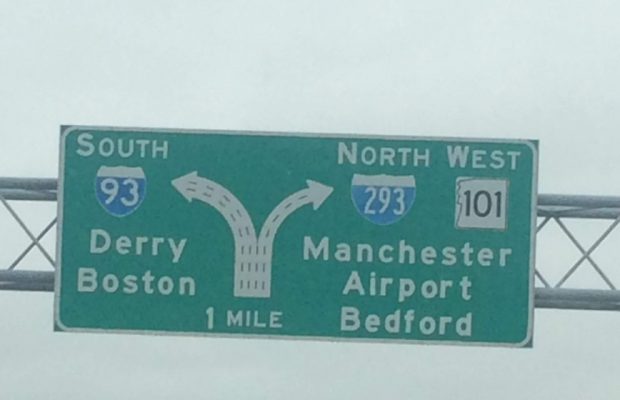 SOUTH
93
Derry
Boston
NORTH WEST
293 101
Manchester
Airport
Bedford
1 MILE